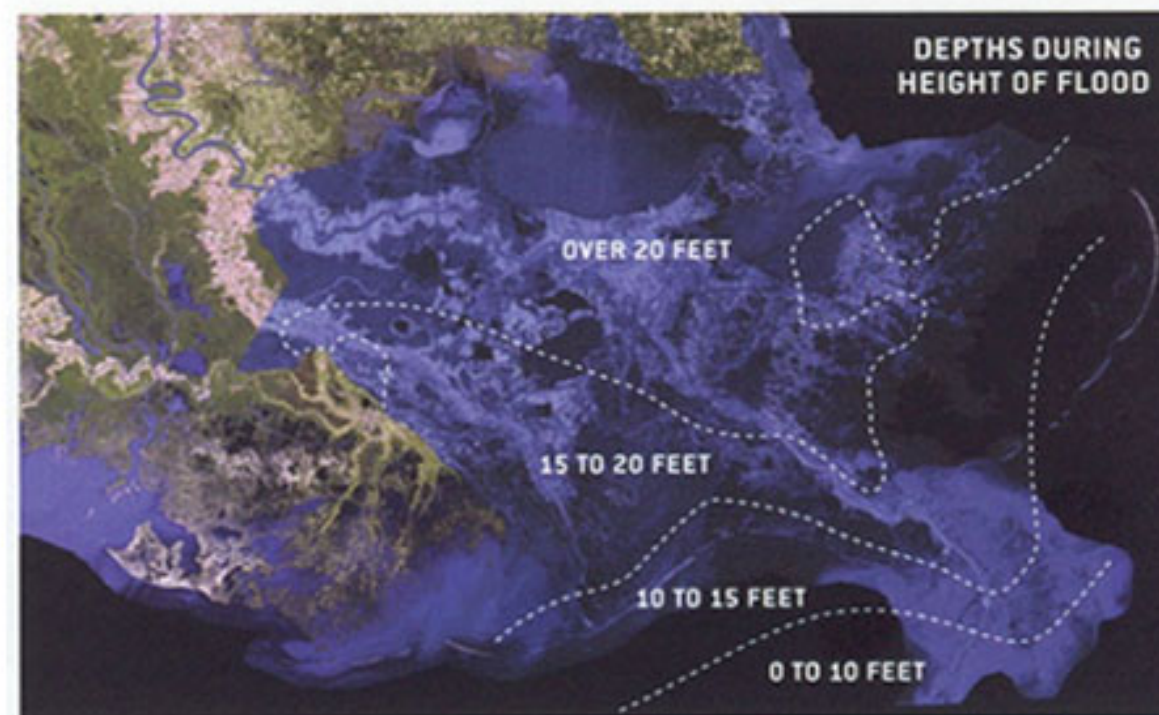 DEPTHS DURING
HEIGHT OF FLOOD
OVER 20 FEET
15 TO 20 FEET
10 TO 15 FEET
0 TO 10 FEET